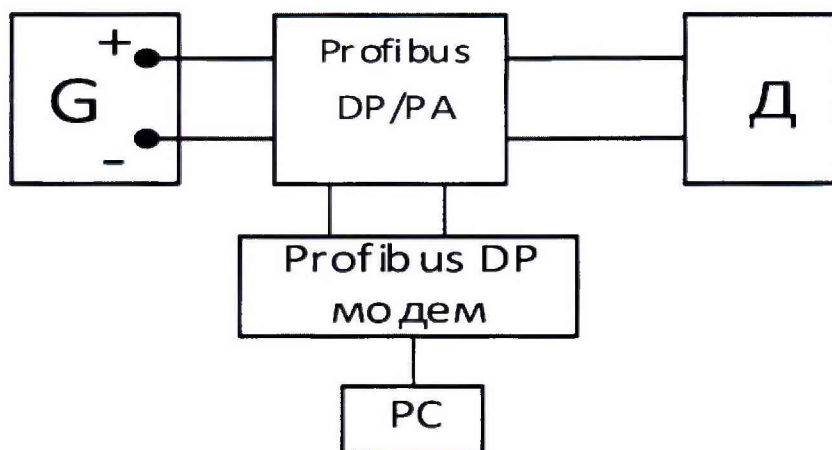 +
G
-
Profibus
DP/PA
Д
Profibus DP
модем
PC